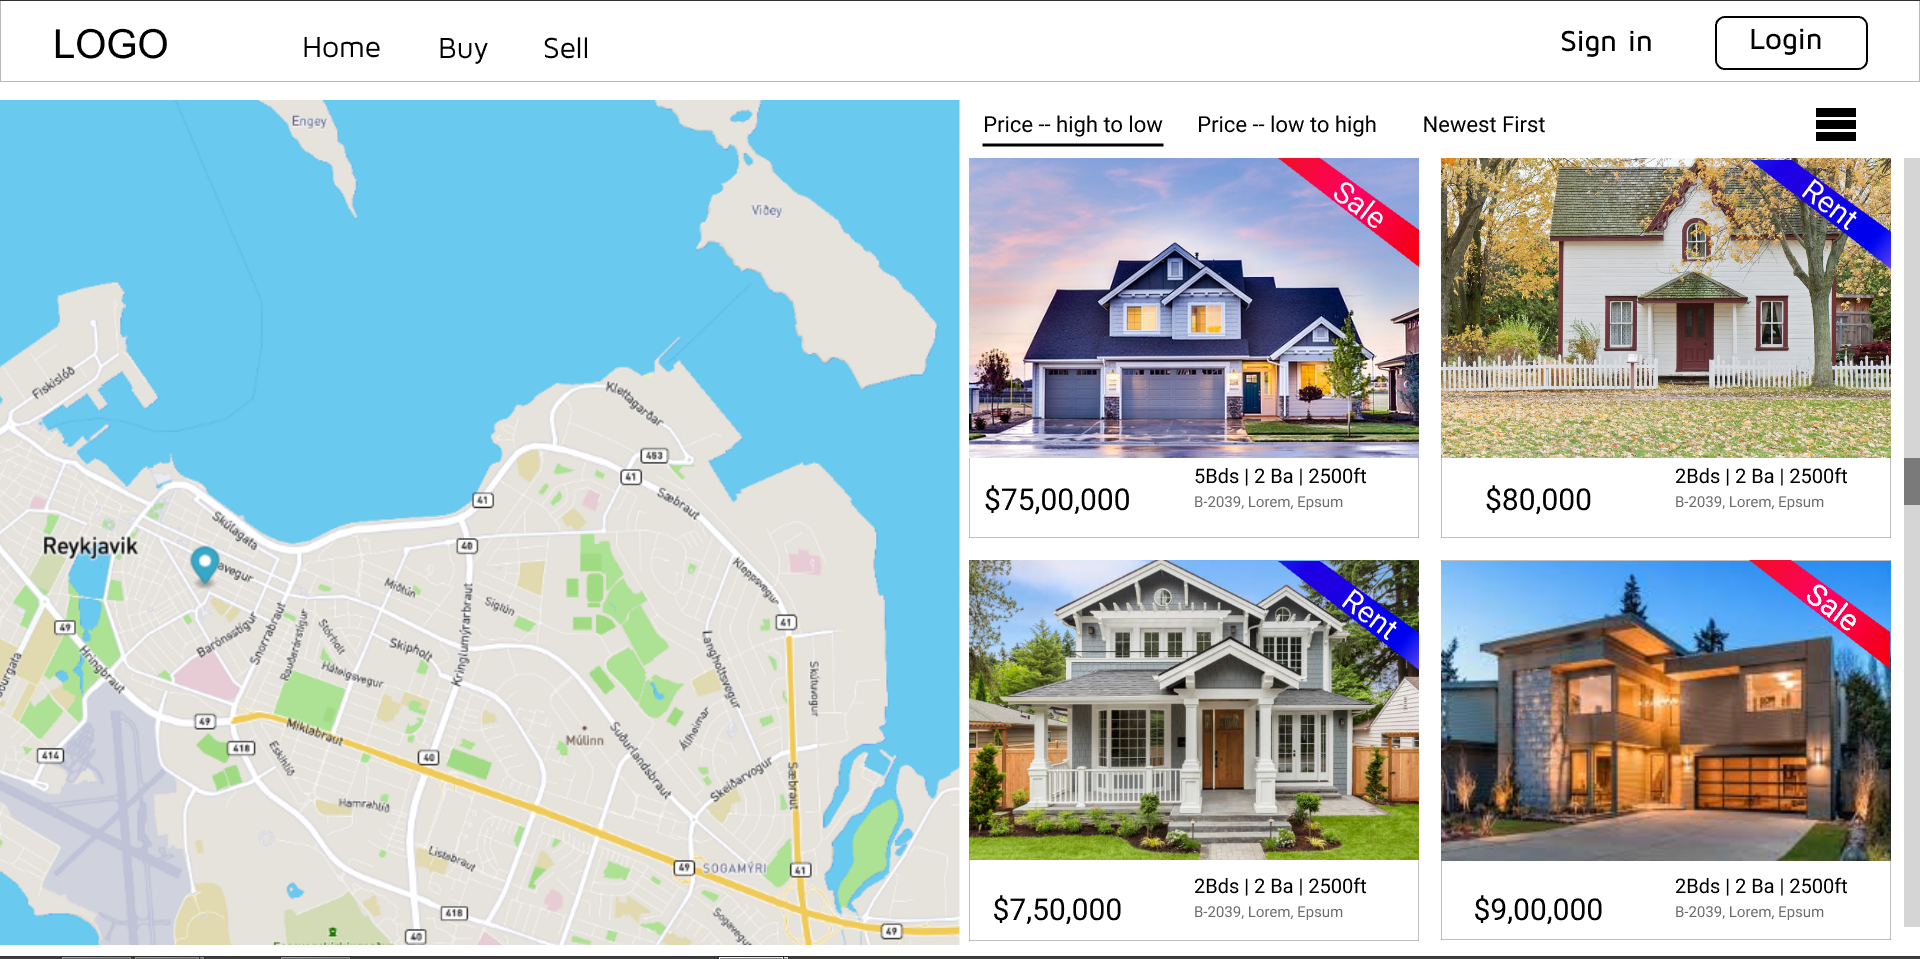 LOGO
Home
Buy
Sell
Sign in
Login
Price -- high to low
Price -- low to high
Newest First
Sale
$75,00,000
5Bds | 2 Ba | 2500ft
B-2039, Lorem, Epsum
Rent
$80,000
2Bds | 2 Ba | 2500ft
B-2039, Lorem, Epsum
Rent
$7,50,000
2Bds | 2 Ba | 2500ft
B-2039, Lorem, Epsum
Sale
$9,00,000
2Bds | 2 Ba | 2500ft
B-2039, Lorem, Epsum
Engey
Viðey
Fiskislóð
Klettagarðar
453
41
Sæbraut
41
Skúlagata
40
Reykjavik
avegur
Kleppsvegur
Miðtún
Sigtún
Kringlumýrarbraut
49
Barónsstígur
Snorrabraut
Rauðarárstígur
Stórholt
Skipholt
41
Langholtsvegur
Hringbraut
Háteigsvegur
Skútuvogur
49
Miklabraut
Múlinn
Suðurlandsbraut
Álfheimar
414
418
Eskihlíð
40
Skeiðarvogur
Sæbraut
Hamrahlíð
Listabraut
49
SOGAMÝRI
41
418
Sogavegur
40
49